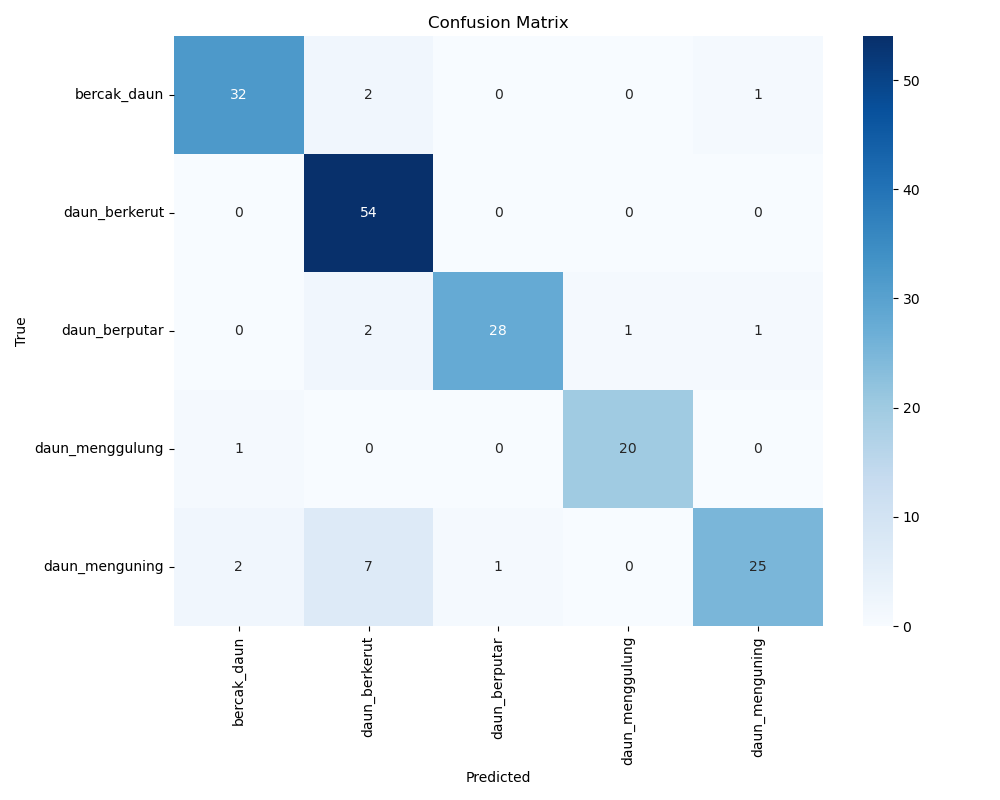 Confusion Matrix
True
bercak_daun 32 2 0 0 1
daun_berkerut 0 54 0 0 0
daun_berputar 0 2 28 1 1
daun_menggulung 1 0 0 20 0
daun_menguning 2 7 1 0 25
bercak_daun daun_berkerut daun_berputar daun_menggulung daun_menguning
Predicted
50
40
30
20
10
0